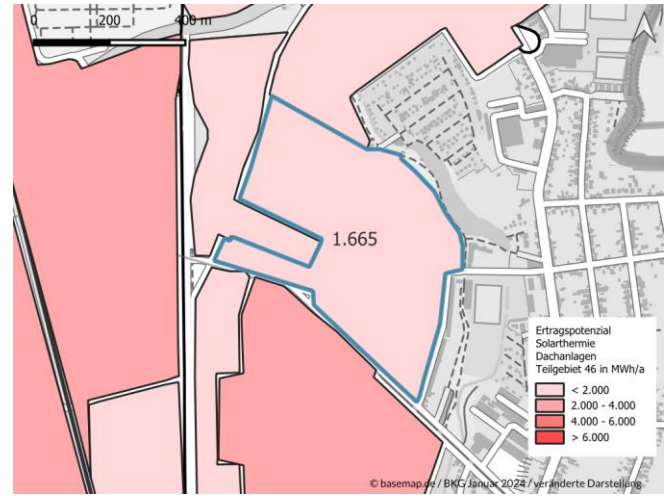 0 200 400 m
1.665
Ertragspotenzial
Solarthermie
Dachanlagen
Teilgebiet 46 in MWh/a
< 2.000
2.000 - 4.000
4.000 - 6.000
> 6.000
© basemap.de / BKG Januar 2024 / veränderte Darstellung